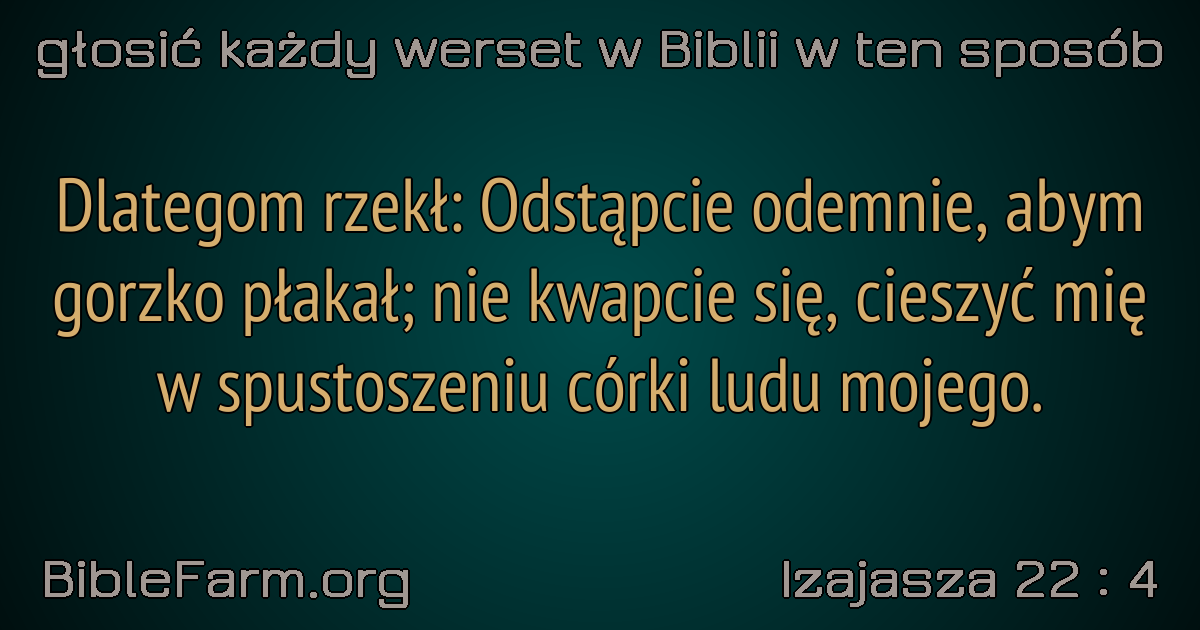 głosić każdy werset w Biblii w ten sposób
Dlategom rzekł: Odstąpcie odemnie, abym
gorzko płakał; nie kwapcie się, cieszyć mię
w spustoszeniu córki ludu mojego.
BibleFarm.org
Izajasza 22 : 4